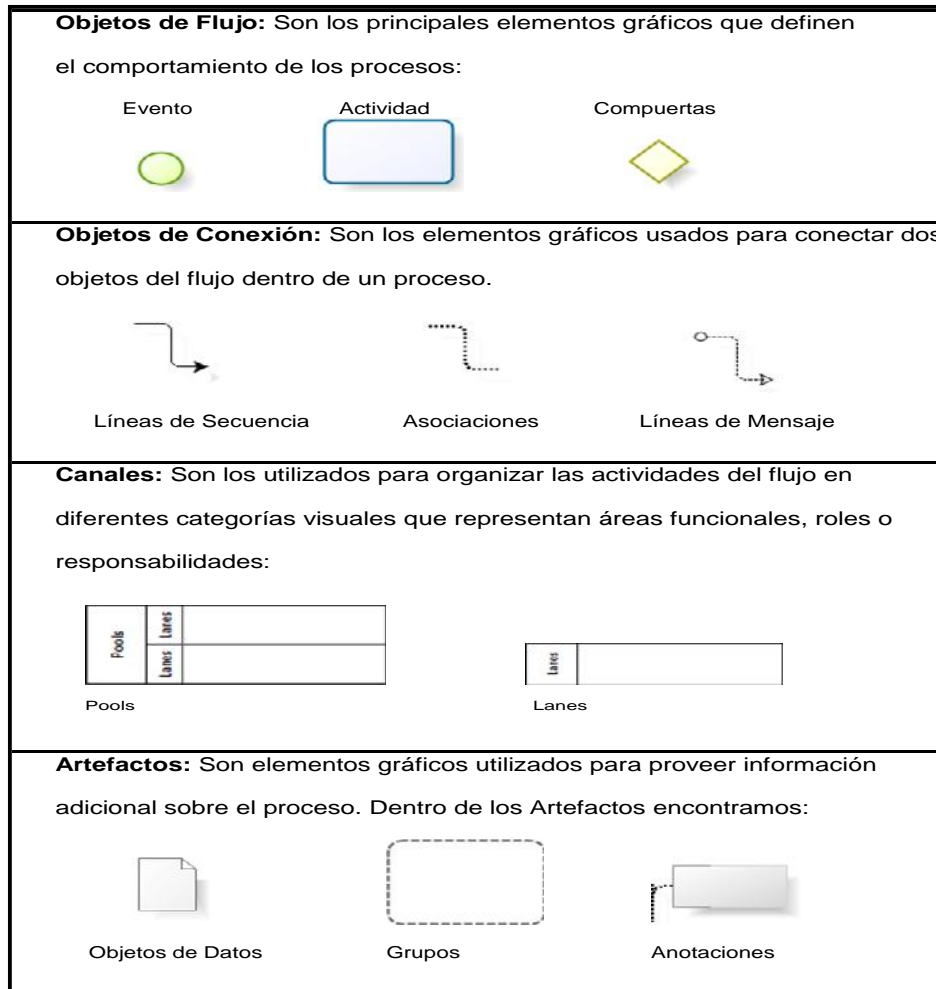 Objetos de Flujo: Son los principales elementos gráficos que definen
el comportamiento de los procesos:
Evento Actividad Compuertas
Objetos de Conexión: Son los elementos gráficos usados para conectar dos
objetos del flujo dentro de un proceso.
Líneas de Secuencia Asociaciones Líneas de Mensaje
Canales: Son los utilizados para organizar las actividades del flujo en
diferentes categorías visuales que representan áreas funcionales, roles o
responsabilidades:
Pools
Lanes
Lanes
Lanes
Pools Lanes
Artefactos: Son elementos gráficos utilizados para proveer información
adicional sobre el proceso. Dentro de los Artefactos encontramos:
Objetos de Datos Grupos Anotaciones